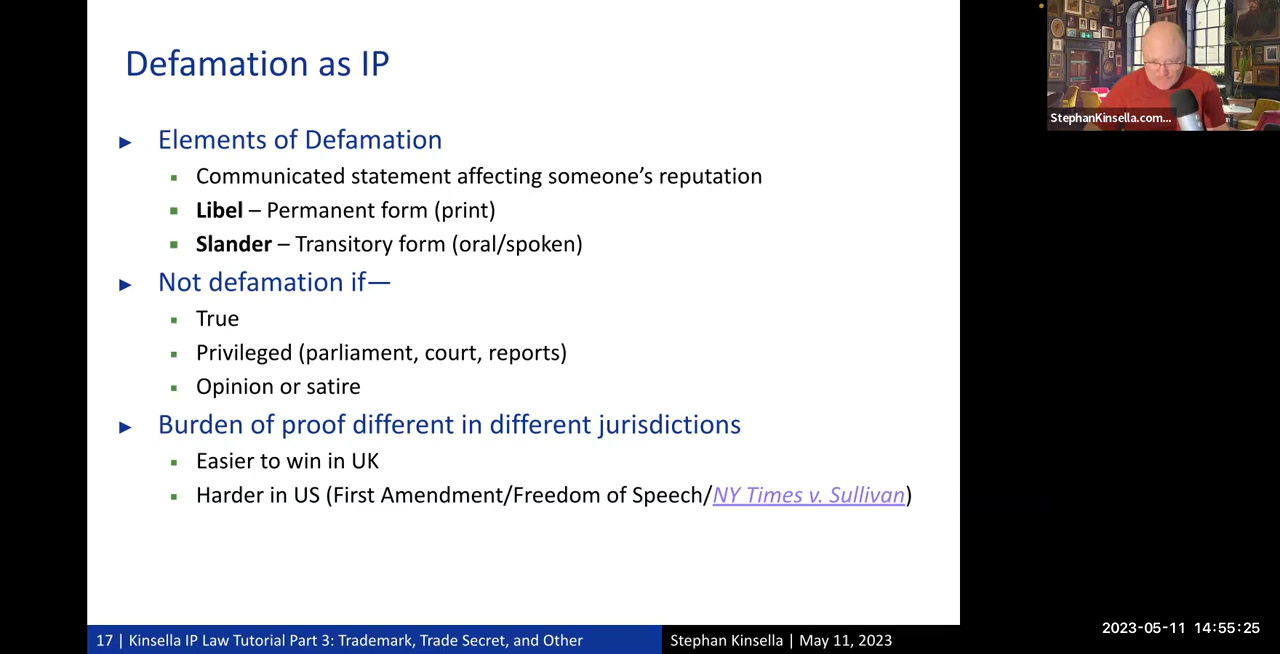 Defamation as IP
► Elements of Defamation
▪ Communicated statement affecting someone’s reputation
▪ Libel – Permanent form (print)
▪ Slander – Transitory form (oral/spoken)
► Not defamation if—
▪ True
▪ Privileged (parliament, court, reports)
▪ Opinion or satire
► Burden of proof different in different jurisdictions
▪ Easier to win in UK
▪ Harder in US (First Amendment/Freedom of Speech/NY Times v. Sullivan)
17 | Kinsella IP Law Tutorial Part 3: Trademark, Trade Secret, and Other
Stephan Kinsella | May 11, 2023
StephanKinsella.com...
2023-05-11 14:55:25